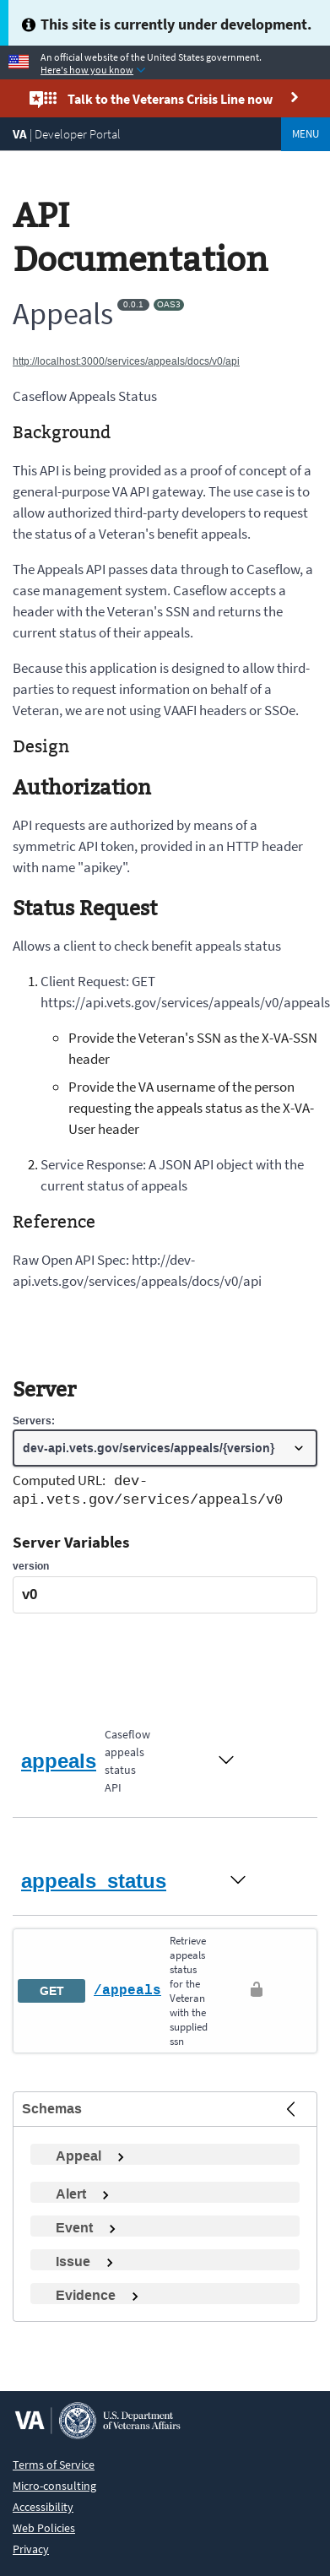 This site is currently under development.
An official website of the United States government.
Here's how you know
Talk to the Veterans Crisis Line now
VA | Developer Portal
MENU
API
Documentation
Appeals 0.0.1 OAS3
http://localhost:3000/services/appeals/docs/v0/api
Caseflow Appeals Status
Background
This API is being provided as a proof of concept of a
general-purpose VA API gateway. The use case is to
allow authorized third-party developers to request
the status of a Veteran's benefit appeals.
The Appeals API passes data through to Caseflow, a
case management system. Caseflow accepts a
header with the Veteran's SSN and returns the
current status of their appeals.
Because this application is designed to allow third-
parties to request information on behalf of a
Veteran, we are not using VAAFI headers or SSOe.
Design
Authorization
API requests are authorized by means of a
symmetric API token, provided in an HTTP header
with name "apikey".
Status Request
Allows a client to check benefit appeals status
1. Client Request: GET
https://api.vets.gov/services/appeals/v0/appeals
Provide the Veteran's SSN as the X-VA-SSN
header
Provide the VA username of the person
requesting the appeals status as the X-VA-
User header
2. Service Response: A JSON API object with the
current status of appeals
Reference
Raw Open API Spec: http://dev-
api.vets.gov/services/appeals/docs/v0/api
Server
Servers:
dev-api.vets.gov/services/appeals/{version}
Computed URL: dev-
api.vets.gov/services/appeals/v0
Server Variables
version
v0
appeals
Caseflow
appeals
status
API
appeals_status
GET
/appeals
Retrieve
appeals
status
for the
Veteran
with the
supplied
ssn
Schemas
Appeal
Alert
Event
Issue
Evidence
VA
U.S. Department
of Veterans Affairs
Terms of Service
Micro-consulting
Accessibility
Web Policies
Privacy